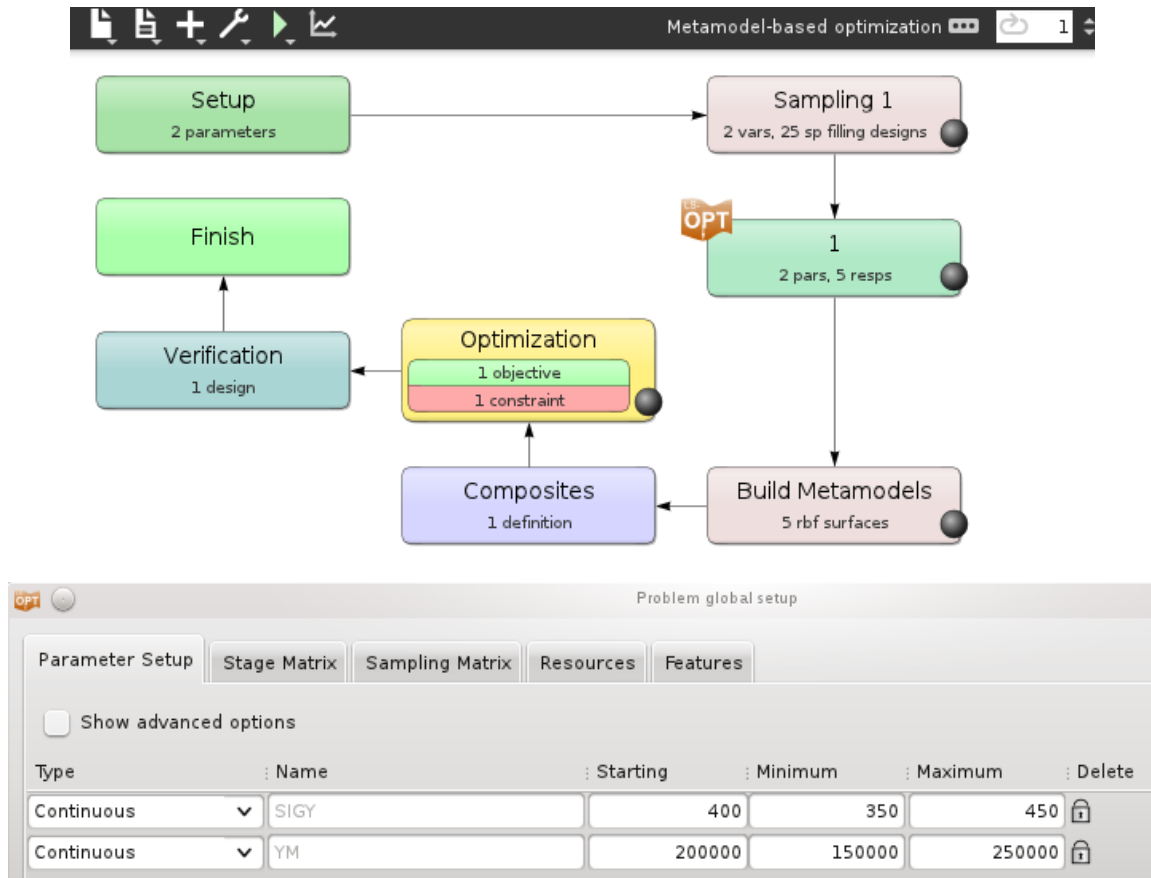 Metamodel-based optimization 1
Setup
2 parameters
Sampling 1
2 vars, 25 sp filling designs
Finish
LS-
OPT
1
2 pars, 5 resps
Verification
1 design
Optimization
1 objective
1 constraint
Composites
1 definition
Build Metamodels
5 rbf surfaces
OPT
Problem global setup
Parameter Setup Stage Matrix Sampling Matrix Resources Features
Show advanced options
Type Name Starting Minimum Maximum Delete
Continuous SIGY 400 350 450
Continuous YM 200000 150000 250000